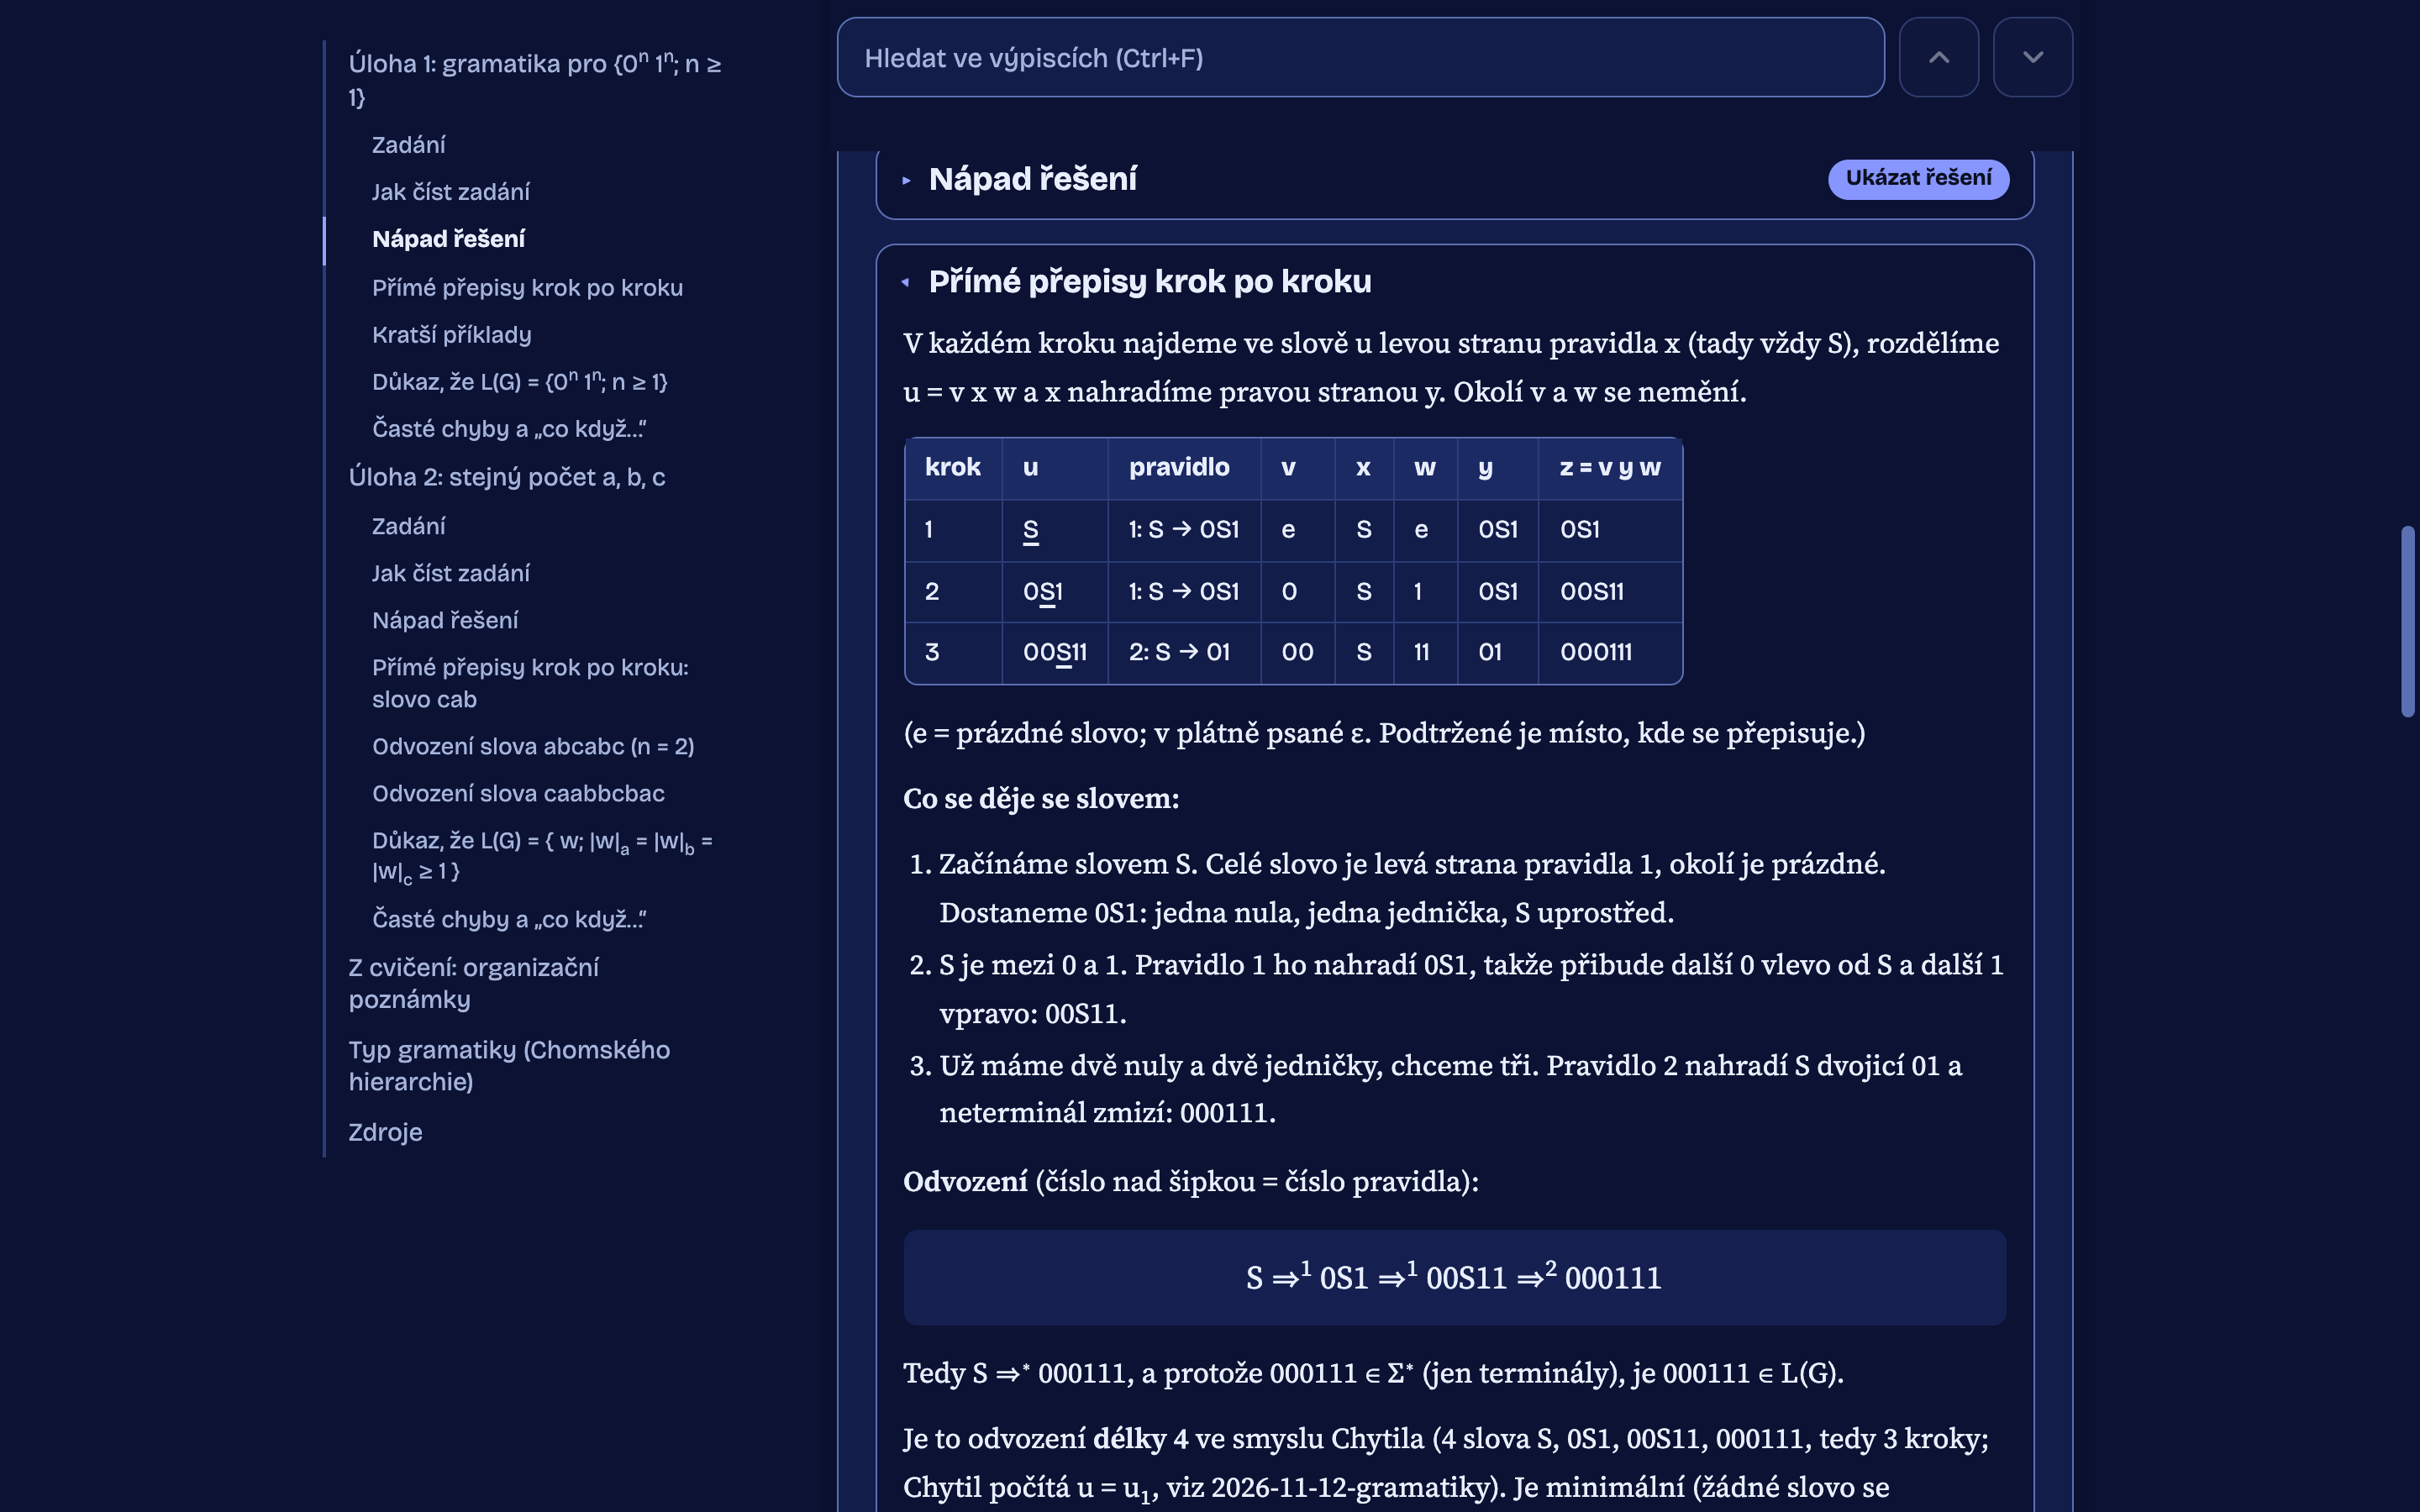 Úloha 1: gramatika pro {0ⁿ 1ⁿ; n ≥
1}
Zadání
Jak číst zadání
Nápad řešení
Přímé přepisy krok po kroku
Kratší příklady
Důkaz, že L(G) = {0ⁿ 1ⁿ; n ≥ 1}
Časté chyby a „co když…“
Úloha 2: stejný počet a, b, c
Zadání
Jak číst zadání
Nápad řešení
Přímé přepisy krok po kroku:
slovo cab
Odvození slova abcabc (n = 2)
Odvození slova caabbcbac
Důkaz, že L(G) = { w; |w|a = |w|b =
|w|c ≥ 1 }
Časté chyby a „co když…“
Z cvičení: organizační
poznámky
Typ gramatiky (Chomského
hierarchie)
Zdroje
Hledat ve výpiscích (Ctrl+F)
Nápad řešení Ukázat řešení
Přímé přepisy krok po kroku
V každém kroku najdeme ve slově u levou stranu pravidla x (tady vždy S), rozdělíme
u = v x w a x nahradíme pravou stranou y. Okolí v a w se nemění.
krok u pravidlo v x w y z = v y w
1 S 1: S → 0S1 e S e 0S1 0S1
2 0S1 1: S → 0S1 0 S 1 0S1 00S11
3 00S11 2: S → 01 00 S 11 01 000111
(e = prázdné slovo; v plátně psané ε. Podtržené je místo, kde se přepisuje.)
Co se děje se slovem:
1. Začínáme slovem S. Celé slovo je levá strana pravidla 1, okolí je prázdné.
Dostaneme 0S1: jedna nula, jedna jednička, S uprostřed.
2. S je mezi 0 a 1. Pravidlo 1 ho nahradí 0S1, takže přibude další 0 vlevo od S a další 1
vpravo: 00S11.
3. Už máme dvě nuly a dvě jedničky, chceme tři. Pravidlo 2 nahradí S dvojicí 01 a
neterminál zmizí: 000111.
Odvození (číslo nad šipkou = číslo pravidla):
S ⇒¹ 0S1 ⇒¹ 00S11 ⇒² 000111
Tedy S ⇒* 000111, a protože 000111 ∈ Σ* (jen terminály), je 000111 ∈ L(G).
Je to odvození délky 4 ve smyslu Chytila (4 slova S, 0S1, 00S11, 000111, tedy 3 kroky;
Chytil počítá u = u₁, viz 2026-11-12-gramatiky). Je minimální (žádné slovo se